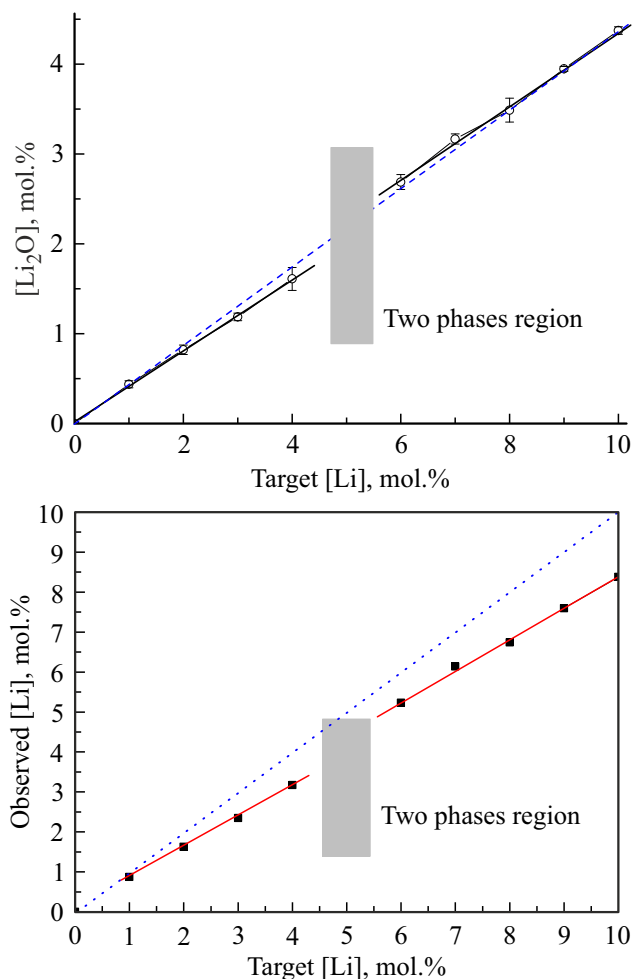 [Li₂O], mol.%
4
3
2
1
0
Two phases region
0 2 4 6 8 10
Target [Li], mol.%
Observed [Li], mol.%
10
9
8
7
6
5
4
3
2
1
0
Two phases region
0 1 2 3 4 5 6 7 8 9 10
Target [Li], mol.%